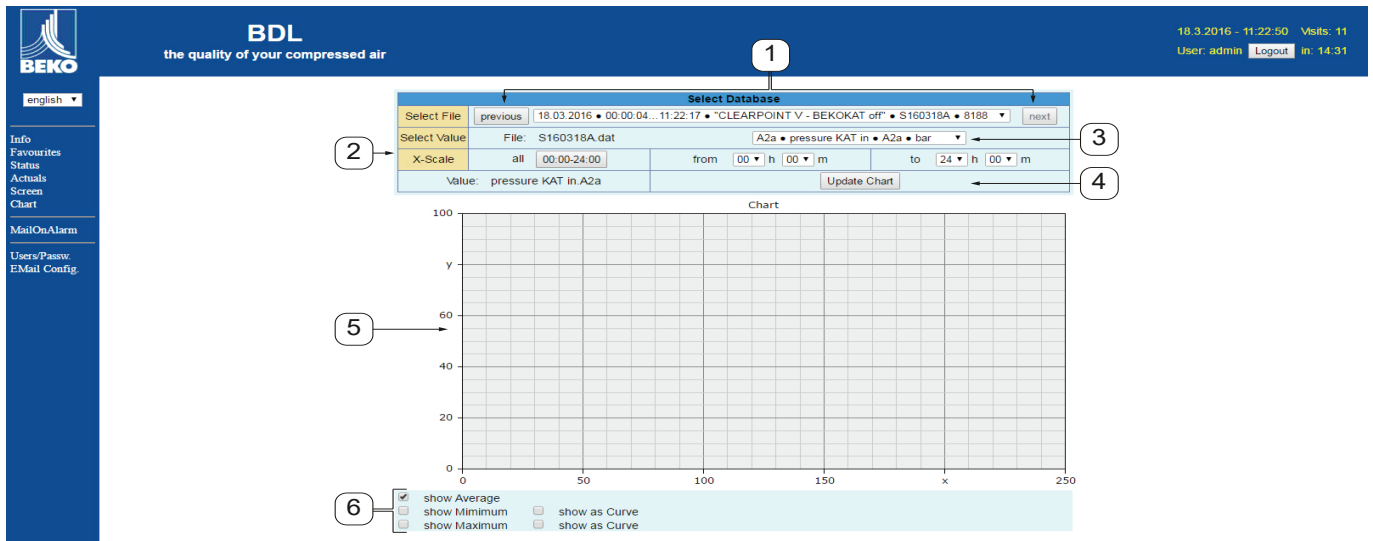 BEKO
BDL
the quality of your compressed air
18.3.2016 - 11:22:50 Visits: 11
User: admin Logout in: 14:31
english
Info
Favourites
Status
Actuals
Screen
Chart
MailOnAlarm
Users/Passw.
EMail Config.
1
Select Database
Select File previous 18.03.2016 ● 00:00:04...11:22:17 ● "CLEARPOINT V - BEKOKAT off" ● S160318A ● 8188 next
Select Value File: S160318A.dat A2a ● pressure KAT in ● A2a ● bar
3
2
X-Scale all 00:00-24:00 from 00 h 00 m to 24 h 00 m
Value: pressure KAT in.A2a Update Chart
4
Chart
100
y
60
5
40
20
0
0 50 100 150 x 250
6
show Average
show Mimimum show as Curve
show Maximum show as Curve